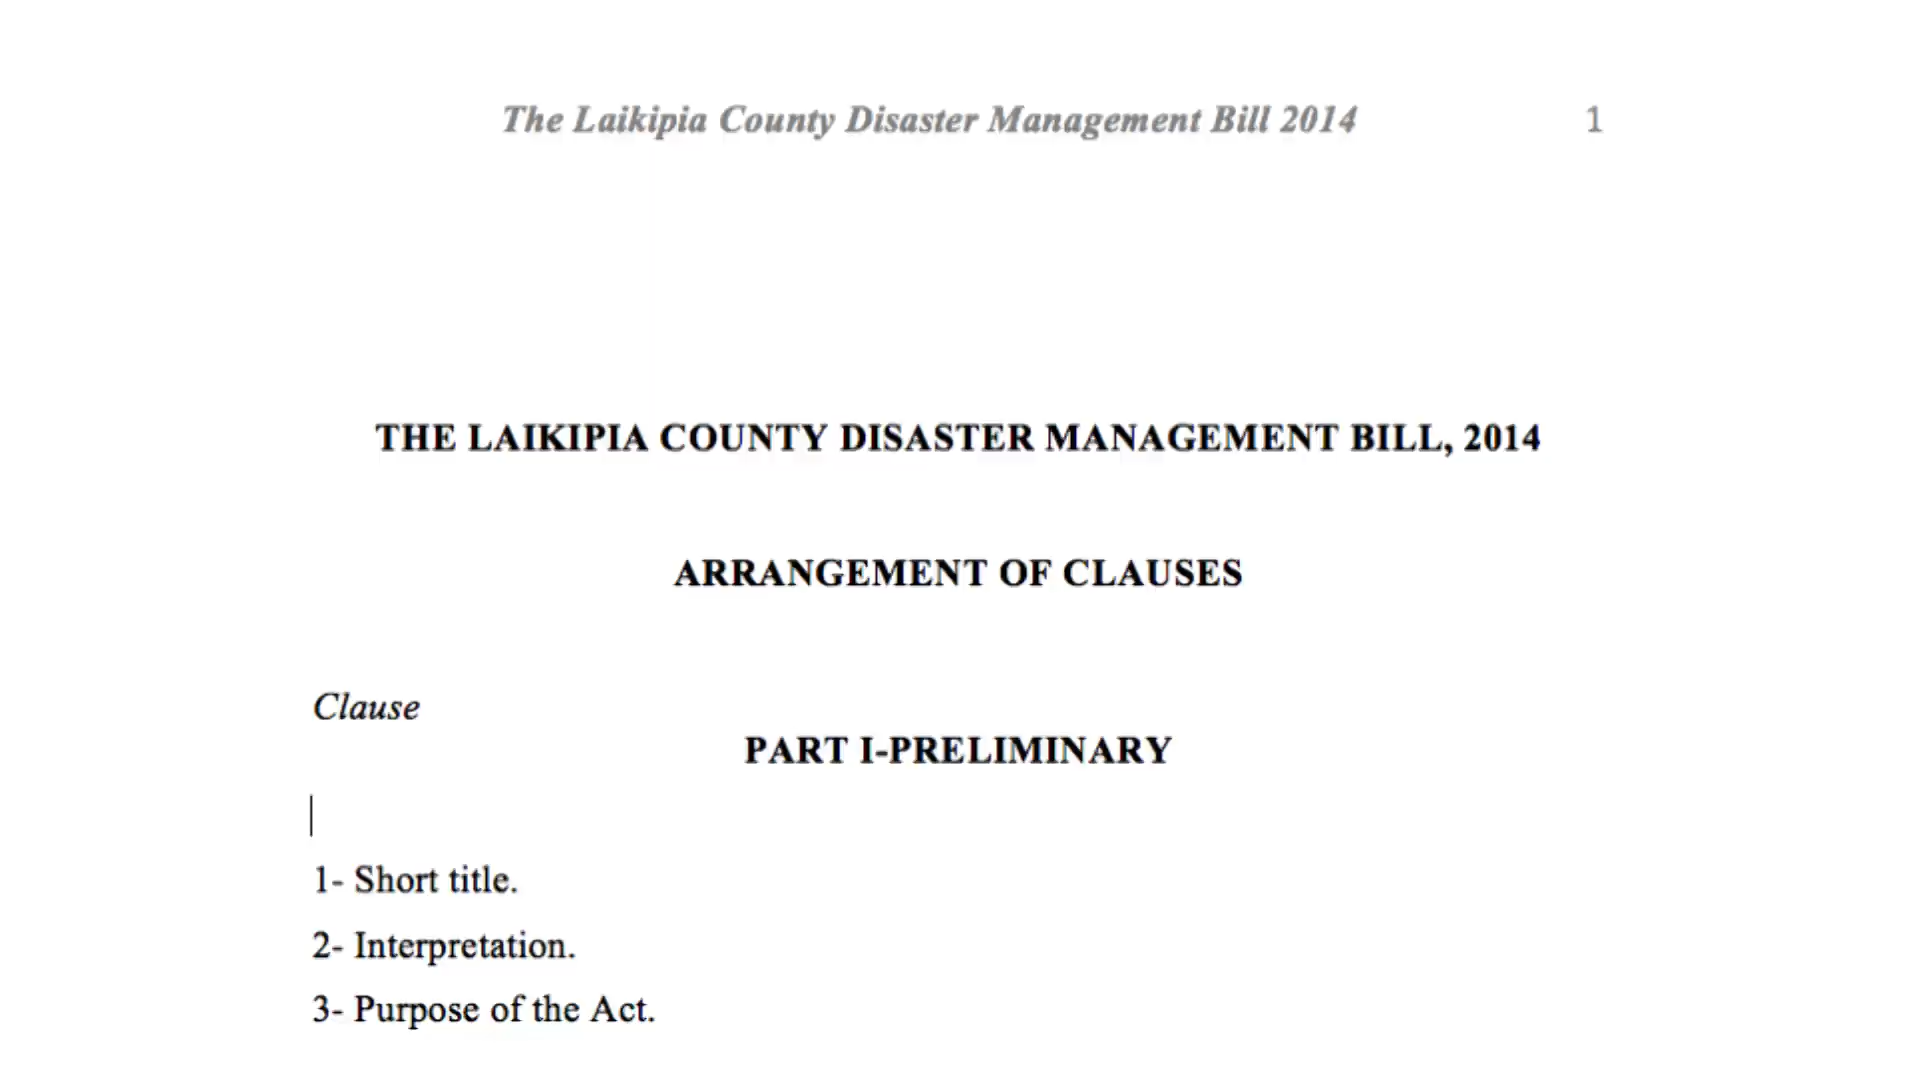 The Laikipia County Disaster Management Bill 2014 1
THE LAIKIPIA COUNTY DISASTER MANAGEMENT BILL, 2014
ARRANGEMENT OF CLAUSES
Clause
PART I-PRELIMINARY
1- Short title.
2- Interpretation.
3- Purpose of the Act.